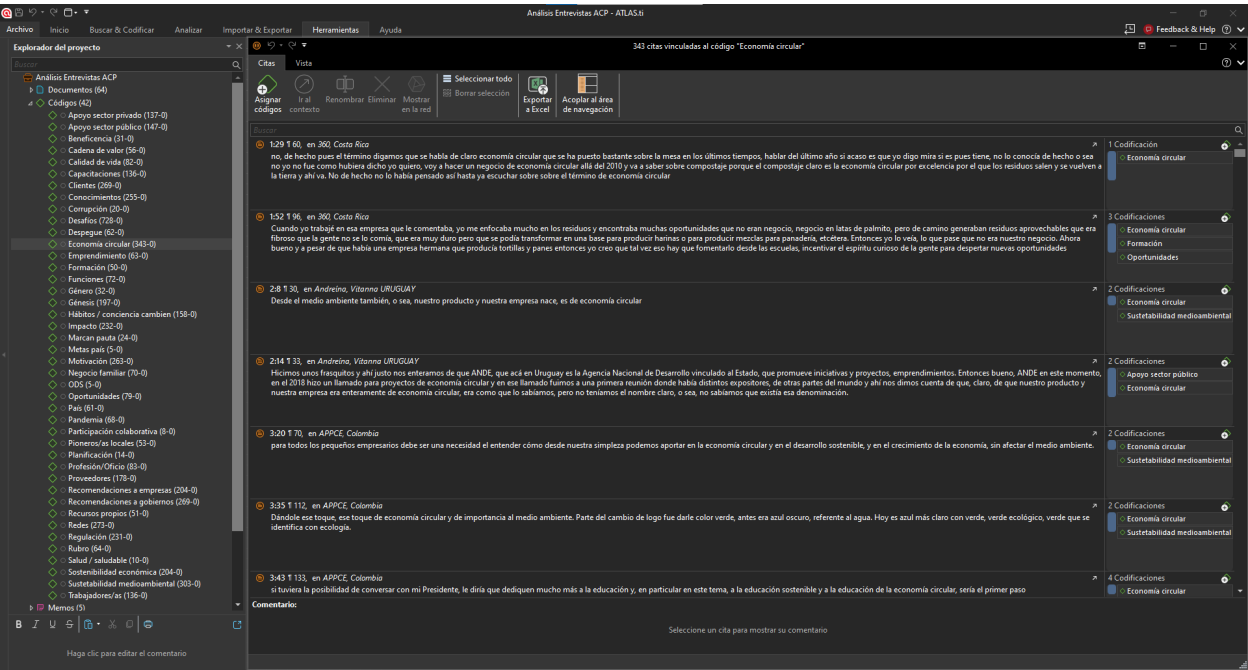 Análisis Entrevistas ACP - ATLAS.ti
Archivo Inicio Buscar & Codificar Analizar Importar & Exportar Herramientas Ayuda
Feedback & Help
Explorador del proyecto
Buscar
Análisis Entrevistas ACP
Documentos (64)
Códigos (42)
Apoyo sector privado (137-0)
Apoyo sector público (147-0)
Beneficencia (31-0)
Cadena de valor (56-0)
Calidad de vida (82-0)
Capacitaciones (136-0)
Clientes (269-0)
Conocimientos (255-0)
Corrupción (20-0)
Desafíos (728-0)
Despegue (62-0)
Economía circular (343-0)
Emprendimiento (63-0)
Formación (50-0)
Funciones (72-0)
Género (32-0)
Génesis (197-0)
Hábitos / conciencia cambien (158-0)
Impacto (232-0)
Marcan pauta (24-0)
Metas país (5-0)
Motivación (263-0)
Negocio familiar (70-0)
ODS (5-0)
Oportunidades (79-0)
País (61-0)
Pandemia (68-0)
Participación colaborativa (8-0)
Pioneros/as locales (53-0)
Planificación (14-0)
Profesión/Oficio (83-0)
Proveedores (178-0)
Recomendaciones a empresas (204-0)
Recomendaciones a gobiernos (269-0)
Recursos propios (51-0)
Redes (273-0)
Regulación (231-0)
Rubro (64-0)
Salud / saludable (10-0)
Sostenibilidad económica (204-0)
Sustetabilidad medioambiental (303-0)
Trabajadores/as (136-0)
Memos (5)
B I U S
Haga clic para editar el comentario
343 citas vinculadas al código "Economía circular"
Citas Vista
Asignar códigos
Ir al contexto
Renombrar
Eliminar
Mostrar en la red
Seleccionar todo
Borrar selección
Exportar a Excel
Acoplar al área de navegación
Buscar
1:29 ¶ 60, en 360, Costa Rica
no, de hecho pues el término digamos que se habla de claro economía circular que se ha puesto bastante sobre la mesa en los últimos tiempos, hablar del último año si acaso es que yo digo mira si es pues tiene, no lo conocía de hecho o sea
no yo no fue como hubiera dicho yo quiero, voy a hacer un negocio de economía circular allá del 2010 y va a saber sobre compostaje porque el compostaje claro es la economía circular por excelencia por el que los residuos salen y se vuelven a
la tierra y ahí va. No de hecho no lo había pensado así hasta ya escuchar sobre sobre el término de economía circular
1 Codificación
Economía circular
1:52 ¶ 96, en 360, Costa Rica
Cuando yo trabajé en esa empresa que le comentaba, yo me enfocaba mucho en los residuos y encontraba muchas oportunidades que no eran negocio, negocio en latas de palmito, pero de camino generaban residuos aprovechables que era
fibroso que la gente no se lo comía, que era muy duro pero que se podía transformar en una base para producir harinas o para producir mezclas para panadería, etcétera. Entonces yo lo veía, lo que pase que no era nuestro negocio. Ahora
bueno y a pesar de que había una empresa hermana que producía tortillas y panes entonces yo creo que tal vez eso hay que fomentarlo desde las escuelas, incentivar el espíritu curioso de la gente para despertar nuevas oportunidades
3 Codificaciones
Economía circular
Formación
Oportunidades
2:8 ¶ 30, en Andreína, Vitanna URUGUAY
Desde el medio ambiente también, o sea, nuestro producto y nuestra empresa nace, es de economía circular
2 Codificaciones
Economía circular
Sustetabilidad medioambiental
2:14 ¶ 33, en Andreína, Vitanna URUGUAY
Hicimos unos frasquitos y ahí justo nos enteramos de que ANDE, que acá en Uruguay es la Agencia Nacional de Desarrollo vinculado al Estado, que promueve iniciativas y proyectos, emprendimientos. Entonces bueno, ANDE en este momento,
en el 2018 hizo un llamado para proyectos de economía circular y en ese llamado fuimos a una primera reunión donde había distintos expositores, de otras partes del mundo y ahí nos dimos cuenta de que, claro, de que nuestro producto y
nuestra empresa era enteramente de economía circular, era como que lo sabíamos, pero no teníamos el nombre claro, o sea, no sabíamos que existía esa denominación.
2 Codificaciones
Apoyo sector público
Economía circular
3:20 ¶ 70, en APPCE, Colombia
para todos los pequeños empresarios debe ser una necesidad el entender cómo desde nuestra simpleza podemos aportar en la economía circular y en el desarrollo sostenible, y en el crecimiento de la economía, sin afectar el medio ambiente.
2 Codificaciones
Economía circular
Sustetabilidad medioambiental
3:35 ¶ 112, en APPCE, Colombia
Dándole ese toque, ese toque de economía circular y de importancia al medio ambiente. Parte del cambio de logo fue darle color verde, antes era azul oscuro, referente al agua. Hoy es azul más claro con verde, verde ecológico, verde que se
identifica con ecología.
2 Codificaciones
Economía circular
Sustetabilidad medioambiental
3:43 ¶ 133, en APPCE, Colombia
si tuviera la posibilidad de conversar con mi Presidente, le diría que dediquen mucho más a la educación y, en particular en este tema, a la educación sostenible y a la educación de la economía circular, sería el primer paso
4 Codificaciones
Economía circular
Comentario:
Seleccione un cita para mostrar su comentario